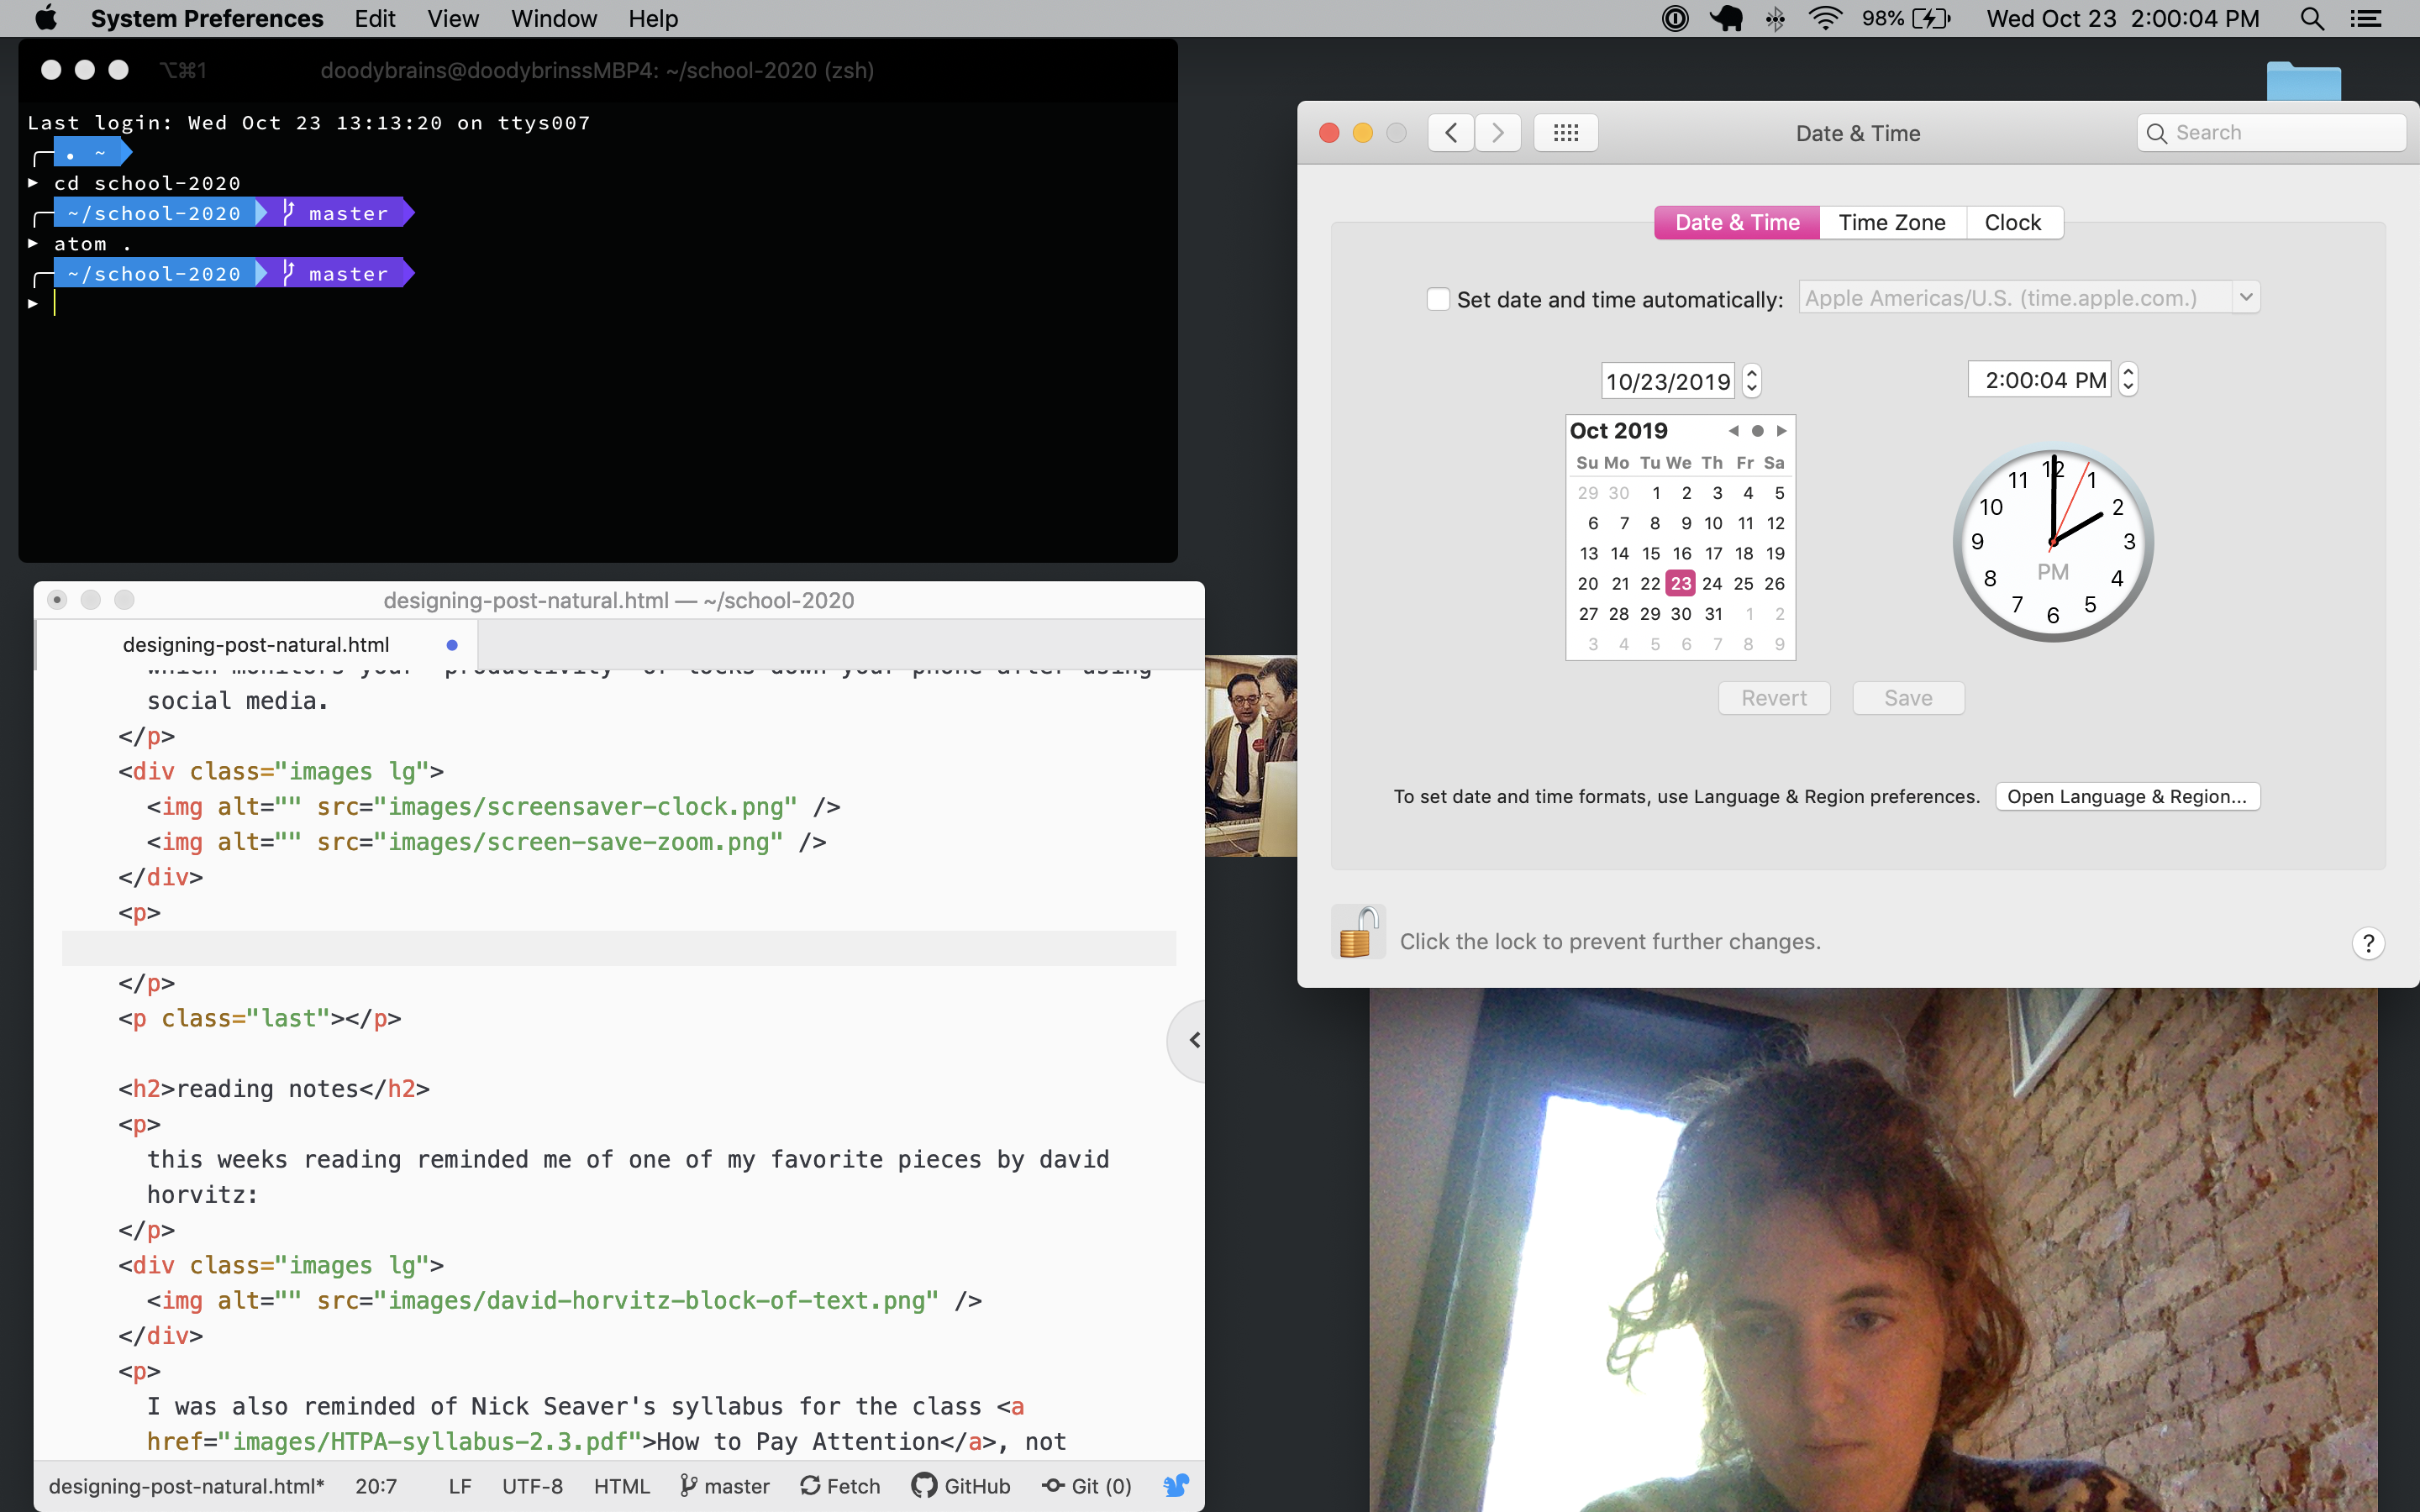 System Preferences Edit View Window Help 98% Wed Oct 23 2:00:04 PM
⌥⌘1 doodybrains@doodybrinssMBP4: ~/school-2020 (zsh)
Last login: Wed Oct 23 13:13:20 on ttys007
~
cd school-2020
~/school-2020 master
atom .
~/school-2020 master
designing-post-natural.html — ~/school-2020
designing-post-natural.html
which monitors your "productivity" or locks down your phone after using
social media.
</p>
<div class="images lg">
<img alt="" src="images/screensaver-clock.png" />
<img alt="" src="images/screen-save-zoom.png" />
</div>
<p>
</p>
<p class="last"></p>
<h2>reading notes</h2>
<p>
this weeks reading reminded me of one of my favorite pieces by david
horvitz:
</p>
<div class="images lg">
<img alt="" src="images/david-horvitz-block-of-text.png" />
</div>
<p>
I was also reminded of Nick Seaver's syllabus for the class <a
href="images/HTPA-syllabus-2.3.pdf">How to Pay Attention</a>, not
designing-post-natural.html* 20:7 LF UTF-8 HTML master Fetch GitHub Git (0)
Date & Time
Search
Date & Time Time Zone Clock
Set date and time automatically: Apple Americas/U.S. (time.apple.com.)
10/23/2019 2:00:04 PM
Oct 2019
Su Mo Tu We Th Fr Sa
29 30 1 2 3 4 5
6 7 8 9 10 11 12
13 14 15 16 17 18 19
20 21 22 23 24 25 26
27 28 29 30 31 1 2
3 4 5 6 7 8 9
12 1 2 3 4 5 6 7 8 9 10 11
PM
Revert Save
To set date and time formats, use Language & Region preferences. Open Language & Region...
Click the lock to prevent further changes. ?